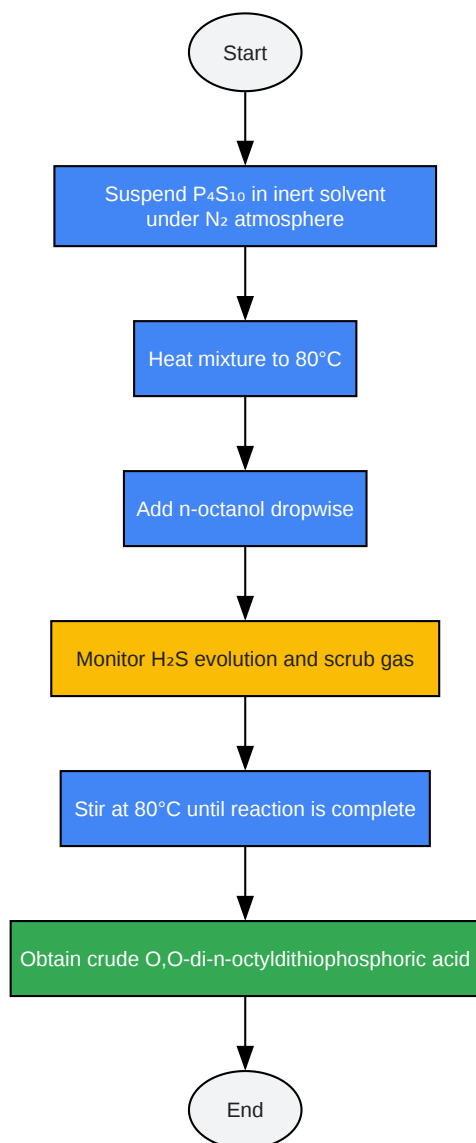 Start
Suspend P₄S₁₀ in inert solvent
under N₂ atmosphere
Heat mixture to 80°C
Add n-octanol dropwise
Monitor H₂S evolution and scrub gas
Stir at 80°C until reaction is complete
Obtain crude O,O-di-n-octyldithiophosphoric acid
End